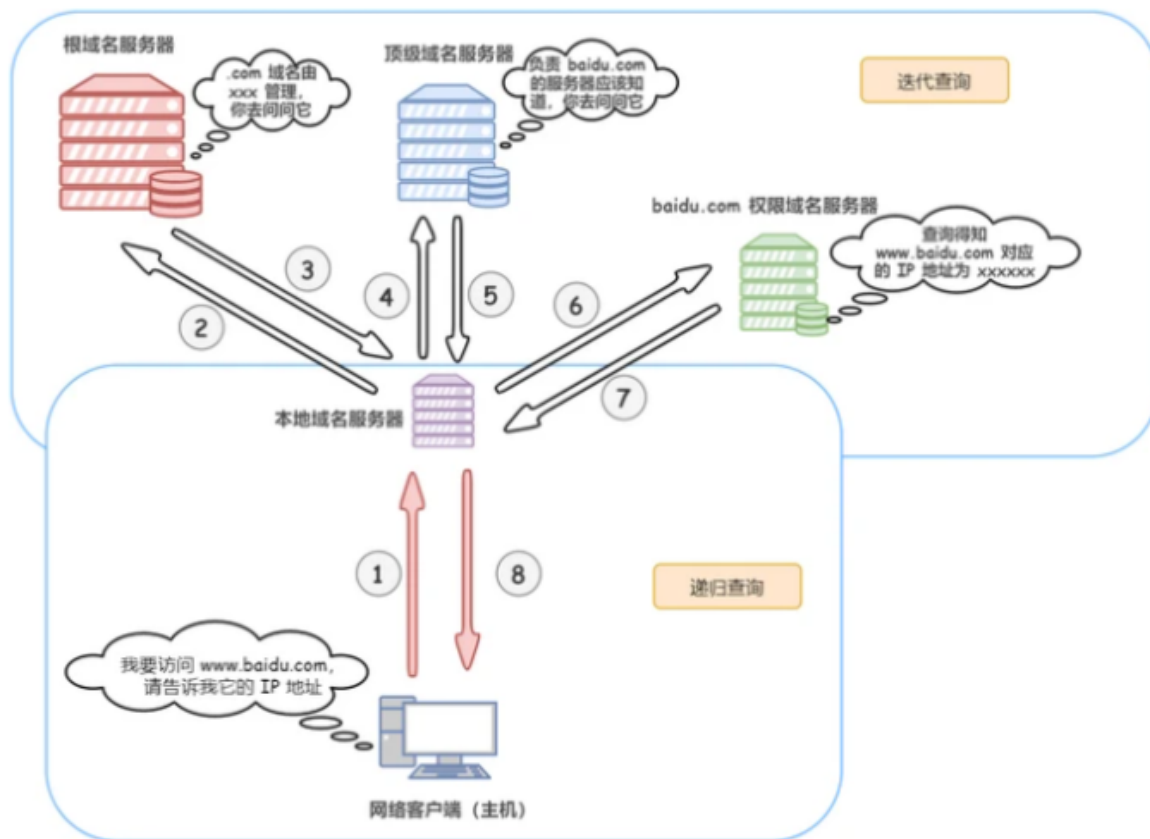 根域名服务器
.com 域名由
xxx 管理，
你去问问它
顶级域名服务器
负责 baidu.com
的服务器应该知
道，你去问问它
迭代查询
baidu.com 权限域名服务器
查询得知
www.baidu.com 对应
的 IP 地址为 xxxxxx
3
4
5
6
2
7
本地域名服务器
1
8
递归查询
我要访问 www.baidu.com，
请告诉我它的 IP 地址
网络客户端（主机）